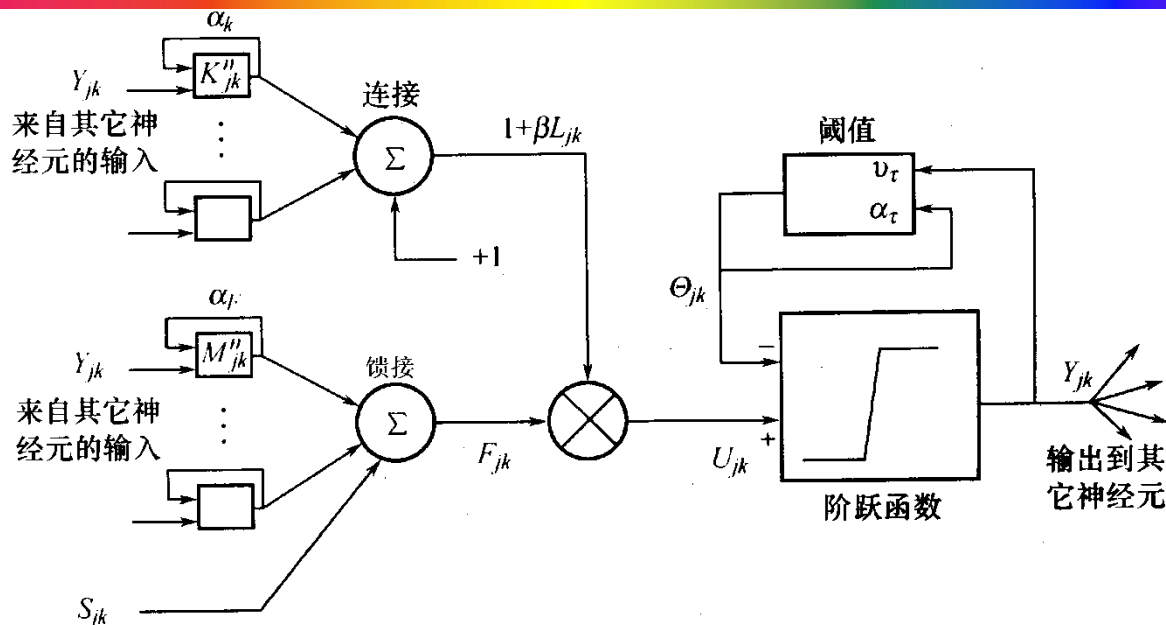 α_k
Y_jk
K''_jk
来自其它神
经元的输入
连接
Σ
1+βL_jk
+1
阈值
υ_τ
α_τ
Θ_jk
Y_jk
M''_jk
来自其它神
经元的输入
馈接
Σ
F_jk
−
+
U_jk
阶跃函数
Y_jk
输出到其
它神经元
S_jk